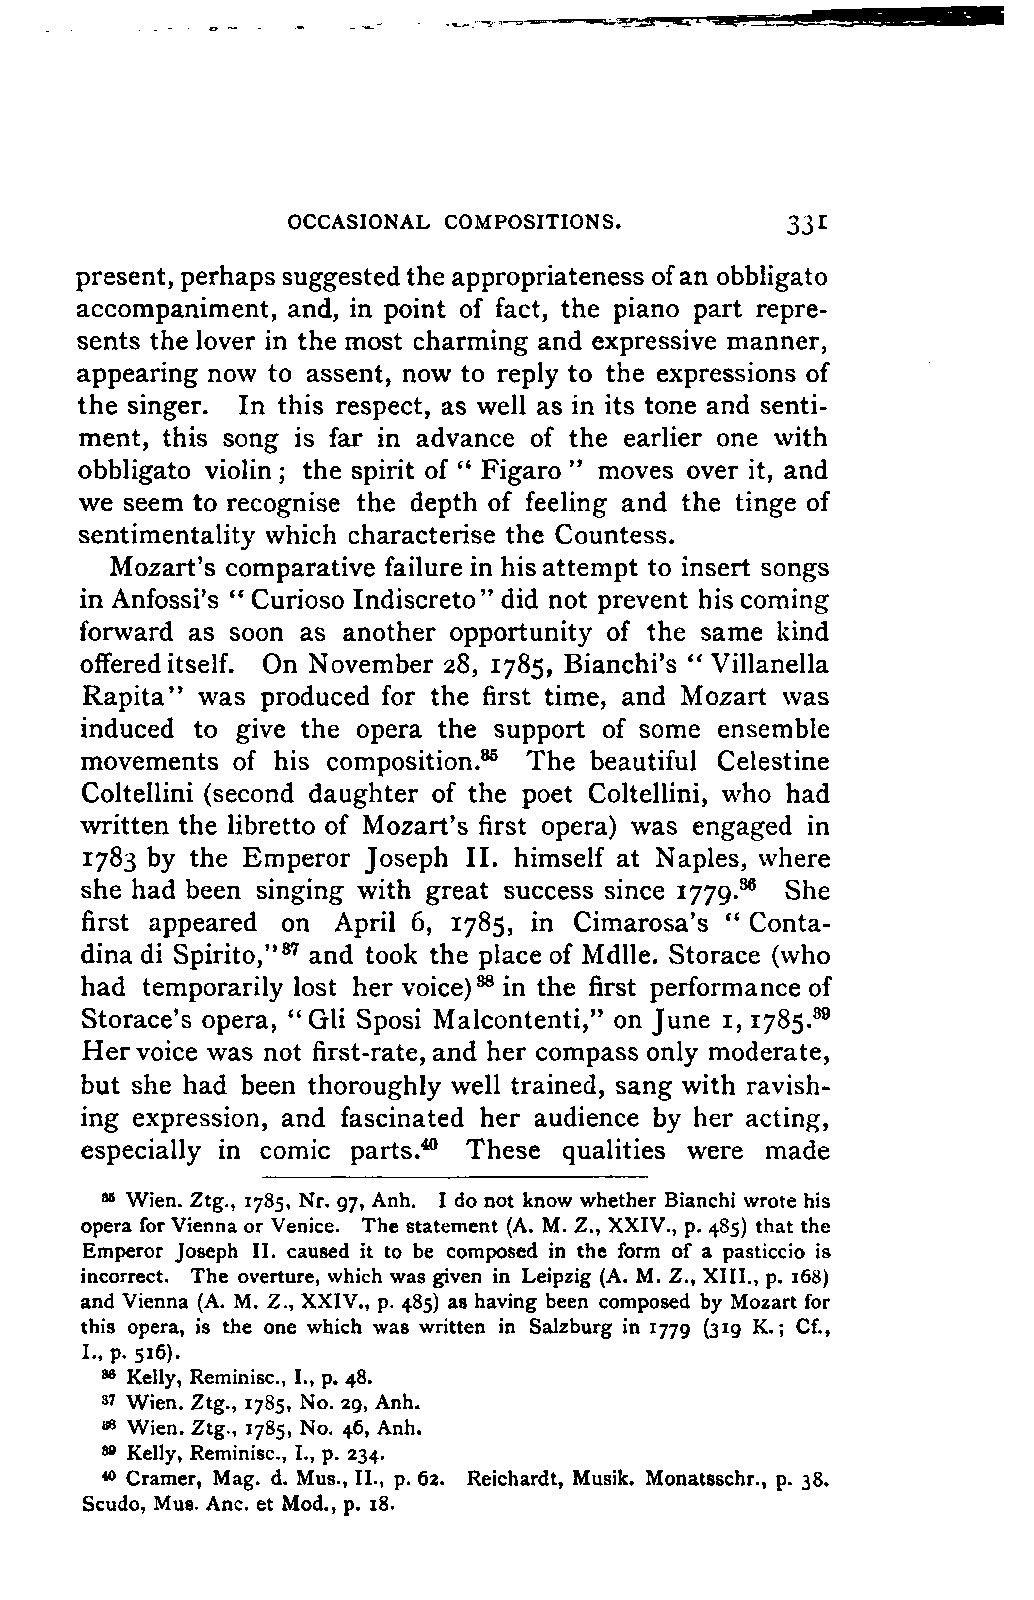 OCCASIONAL COMPOSITIONS. 331
present, perhaps suggested the appropriateness of an obbligato
accompaniment, and, in point of fact, the piano part repre-
sents the lover in the most charming and expressive manner,
appearing now to assent, now to reply to the expressions of
the singer. In this respect, as well as in its tone and senti-
ment, this song is far in advance of the earlier one with
obbligato violin; the spirit of “ Figaro ” moves over it, and
we seem to recognise the depth of feeling and the tinge of
sentimentality which characterise the Countess.
Mozart's comparative failure in his attempt to insert songs
in Anfossi's “ Curioso Indiscreto” did not prevent his coming
forward as soon as another opportunity of the same kind
offered itself. On November 28, 1785, Bianchi's “ Villanella
Rapita” was produced for the first time, and Mozart was
induced to give the opera the support of some ensemble
movements of his composition.³⁵ The beautiful Celestine
Coltellini (second daughter of the poet Coltellini, who had
written the libretto of Mozart's first opera) was engaged in
1783 by the Emperor Joseph II. himself at Naples, where
she had been singing with great success since 1779.³⁶ She
first appeared on April 6, 1785, in Cimarosa's “ Conta-
dina di Spirito,”³⁷ and took the place of Mdlle. Storace (who
had temporarily lost her voice)³⁸ in the first performance of
Storace's opera, “Gli Sposi Malcontenti,” on June 1, 1785.³⁹
Her voice was not first-rate, and her compass only moderate,
but she had been thoroughly well trained, sang with ravish-
ing expression, and fascinated her audience by her acting,
especially in comic parts.⁴⁰ These qualities were made
³⁵ Wien. Ztg., 1785, Nr. 97, Anh. I do not know whether Bianchi wrote his
opera for Vienna or Venice. The statement (A. M. Z., XXIV., p. 485) that the
Emperor Joseph II. caused it to be composed in the form of a pasticcio is
incorrect. The overture, which was given in Leipzig (A. M. Z., XIII., p. 168)
and Vienna (A. M. Z., XXIV., p. 485) as having been composed by Mozart for
this opera, is the one which was written in Salzburg in 1779 (319 K.; Cf.,
I., p. 516).
³⁶ Kelly, Reminisc., I., p. 48.
³⁷ Wien. Ztg., 1785, No. 29, Anh.
³⁸ Wien. Ztg., 1785, No. 46, Anh.
³⁹ Kelly, Reminisc., I., p. 234.
⁴⁰ Cramer, Mag. d. Mus., II., p. 62. Reichardt, Musik. Monatsschr., p. 38.
Scudo, Mus. Anc. et Mod., p. 18.